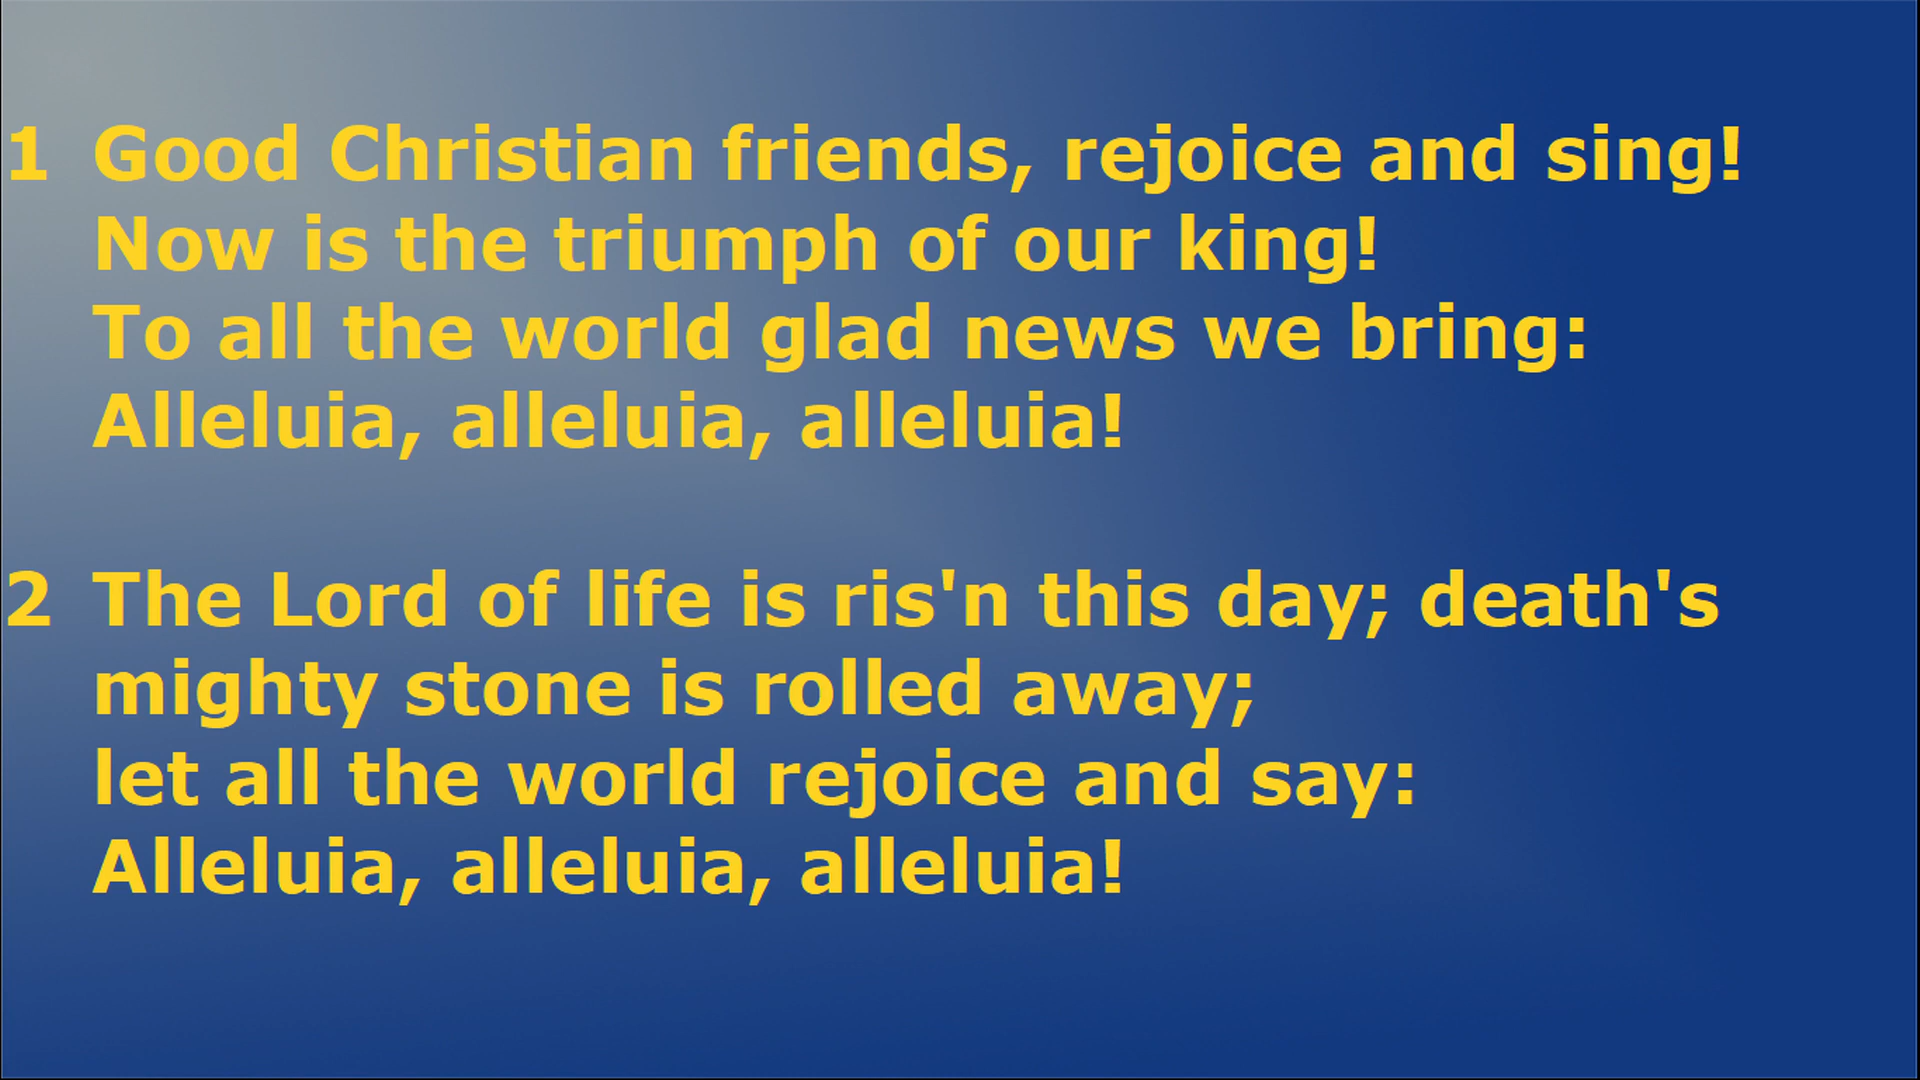 1 Good Christian friends, rejoice and sing!
Now is the triumph of our king!
To all the world glad news we bring:
Alleluia, alleluia, alleluia!
2 The Lord of life is ris'n this day; death's
mighty stone is rolled away;
let all the world rejoice and say:
Alleluia, alleluia, alleluia!